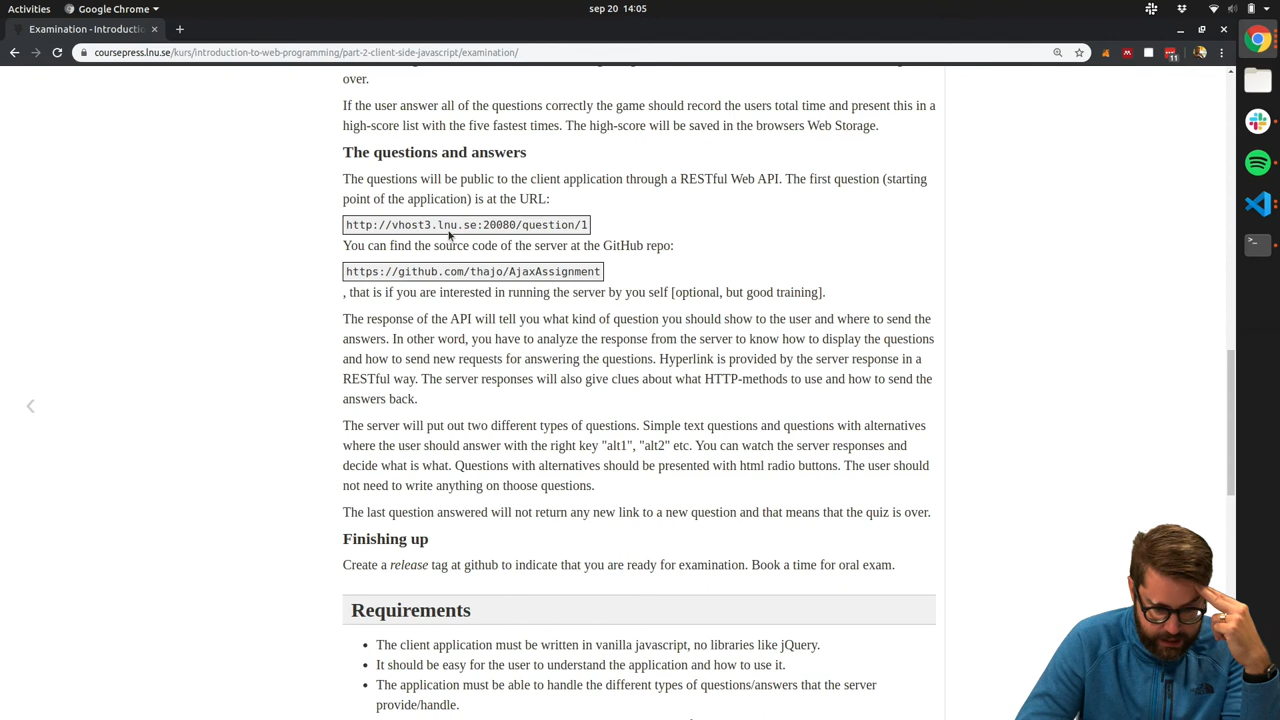 Activities
Google Chrome
sep 20 14:05
Examination - Introductio
coursepress.lnu.se/kurs/introduction-to-web-programming/part-2-client-side-javascript/examination/
11
over.
If the user answer all of the questions correctly the game should record the users total time and present this in a
high-score list with the five fastest times. The high-score will be saved in the browsers Web Storage.
The questions and answers
The questions will be public to the client application through a RESTful Web API. The first question (starting
point of the application) is at the URL:
http://vhost3.lnu.se:20080/question/1
You can find the source code of the server at the GitHub repo:
https://github.com/thajo/AjaxAssignment
, that is if you are interested in running the server by you self [optional, but good training].
The response of the API will tell you what kind of question you should show to the user and where to send the
answers. In other word, you have to analyze the response from the server to know how to display the questions
and how to send new requests for answering the questions. Hyperlink is provided by the server response in a
RESTful way. The server responses will also give clues about what HTTP-methods to use and how to send the
answers back.
The server will put out two different types of questions. Simple text questions and questions with alternatives
where the user should answer with the right key "alt1", "alt2" etc. You can watch the server responses and
decide what is what. Questions with alternatives should be presented with html radio buttons. The user should
not need to write anything on thoose questions.
The last question answered will not return any new link to a new question and that means that the quiz is over.
Finishing up
Create a release tag at github to indicate that you are ready for examination. Book a time for oral exam.
Requirements
• The client application must be written in vanilla javascript, no libraries like jQuery.
• It should be easy for the user to understand the application and how to use it.
• The application must be able to handle the different types of questions/answers that the server
provide/handle.